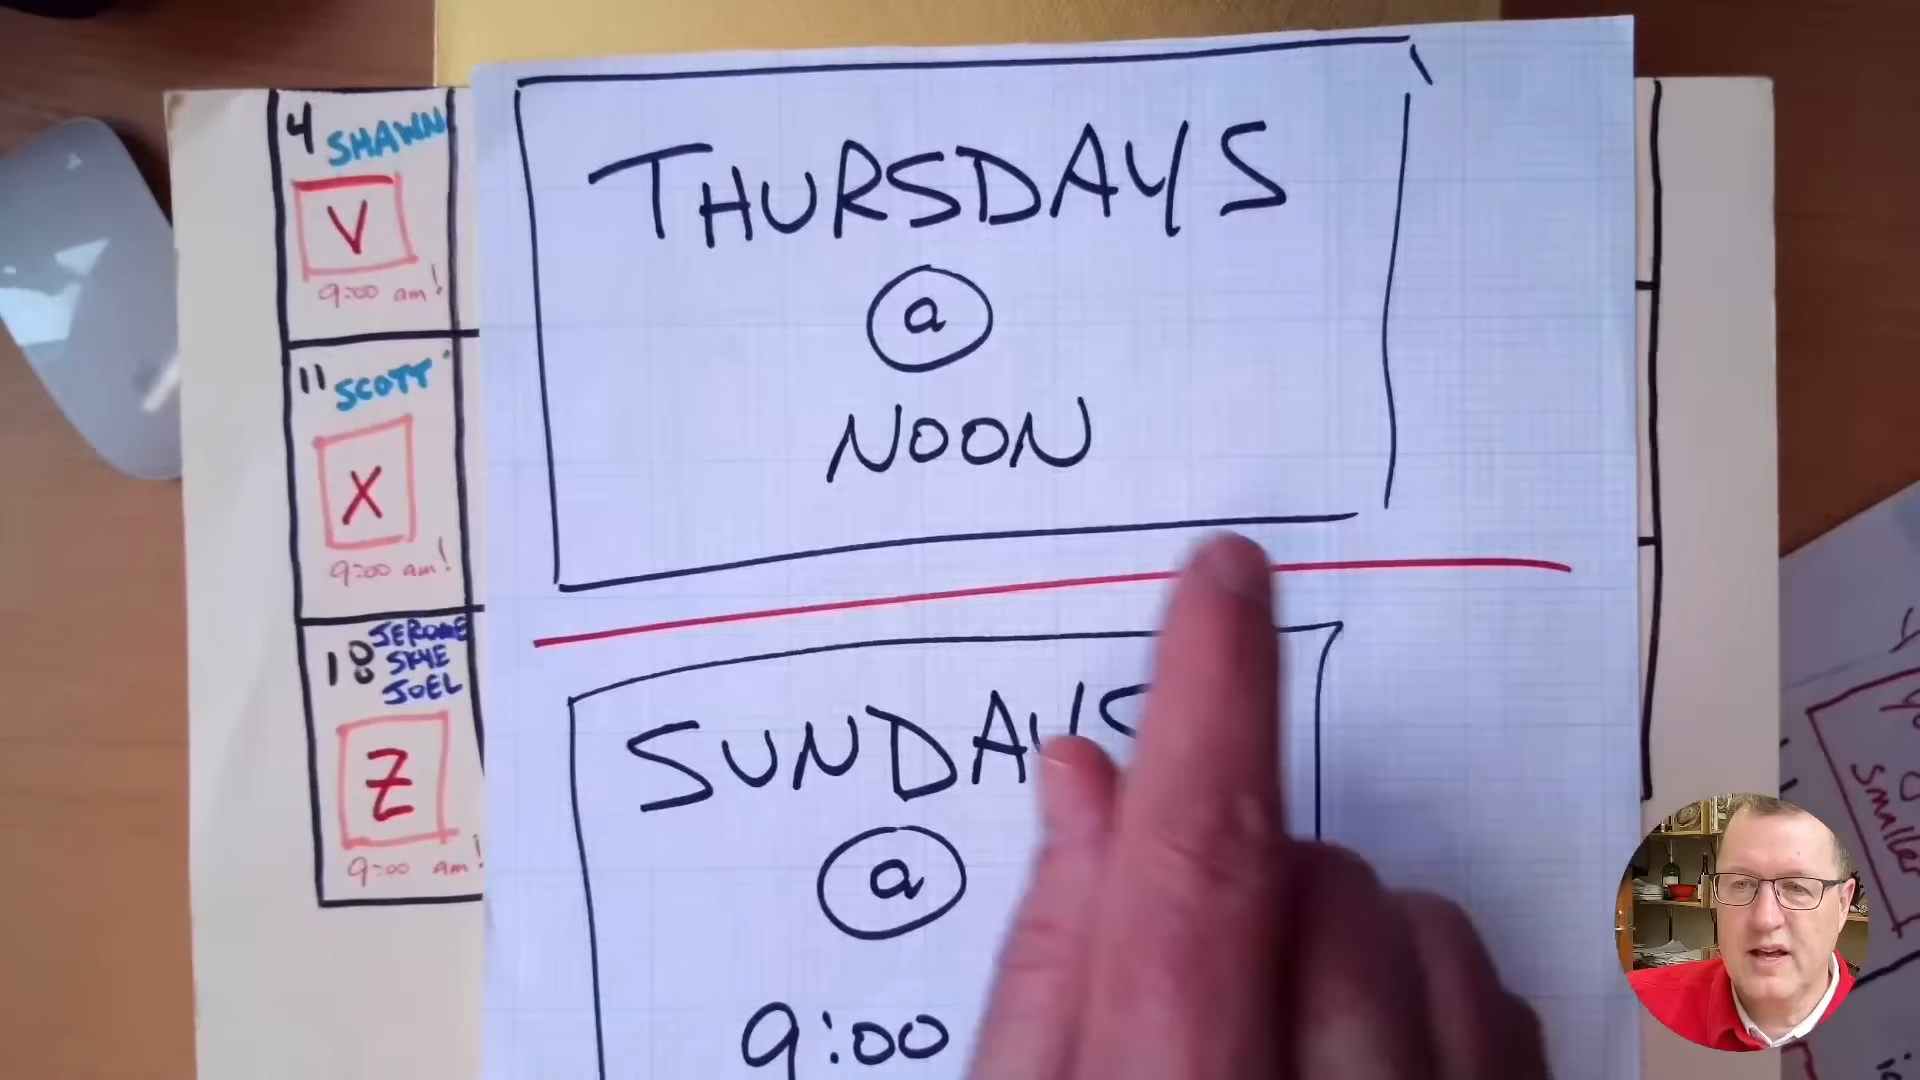 4 SHAWN
V
9:00 am!
11 SCOTT
X
9:00 am!
18 JEROME
SKYE
JOEL
Z
9:00 am!
THURSDAYS
@
NOON
SUNDAYS
@
9:00
smaller